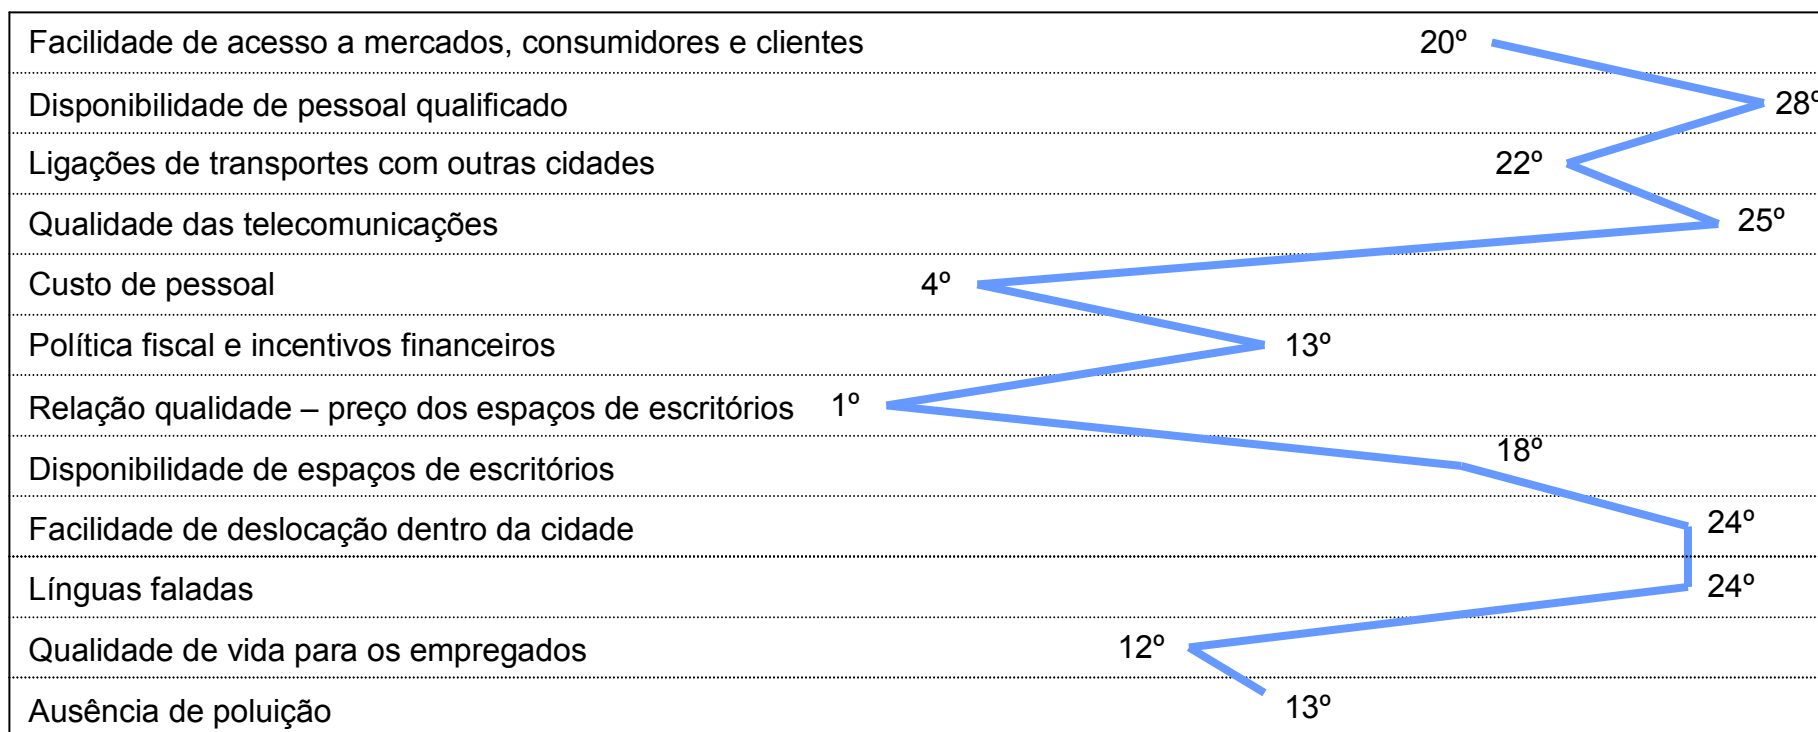 Facilidade de acesso a mercados, consumidores e clientes 20º
Disponibilidade de pessoal qualificado 28º
Ligações de transportes com outras cidades 22º
Qualidade das telecomunicações 25º
Custo de pessoal 4º
Política fiscal e incentivos financeiros 13º
Relação qualidade – preço dos espaços de escritórios 1º
Disponibilidade de espaços de escritórios 18º
Facilidade de deslocação dentro da cidade 24º
Línguas faladas 24º
Qualidade de vida para os empregados 12º
Ausência de poluição 13º